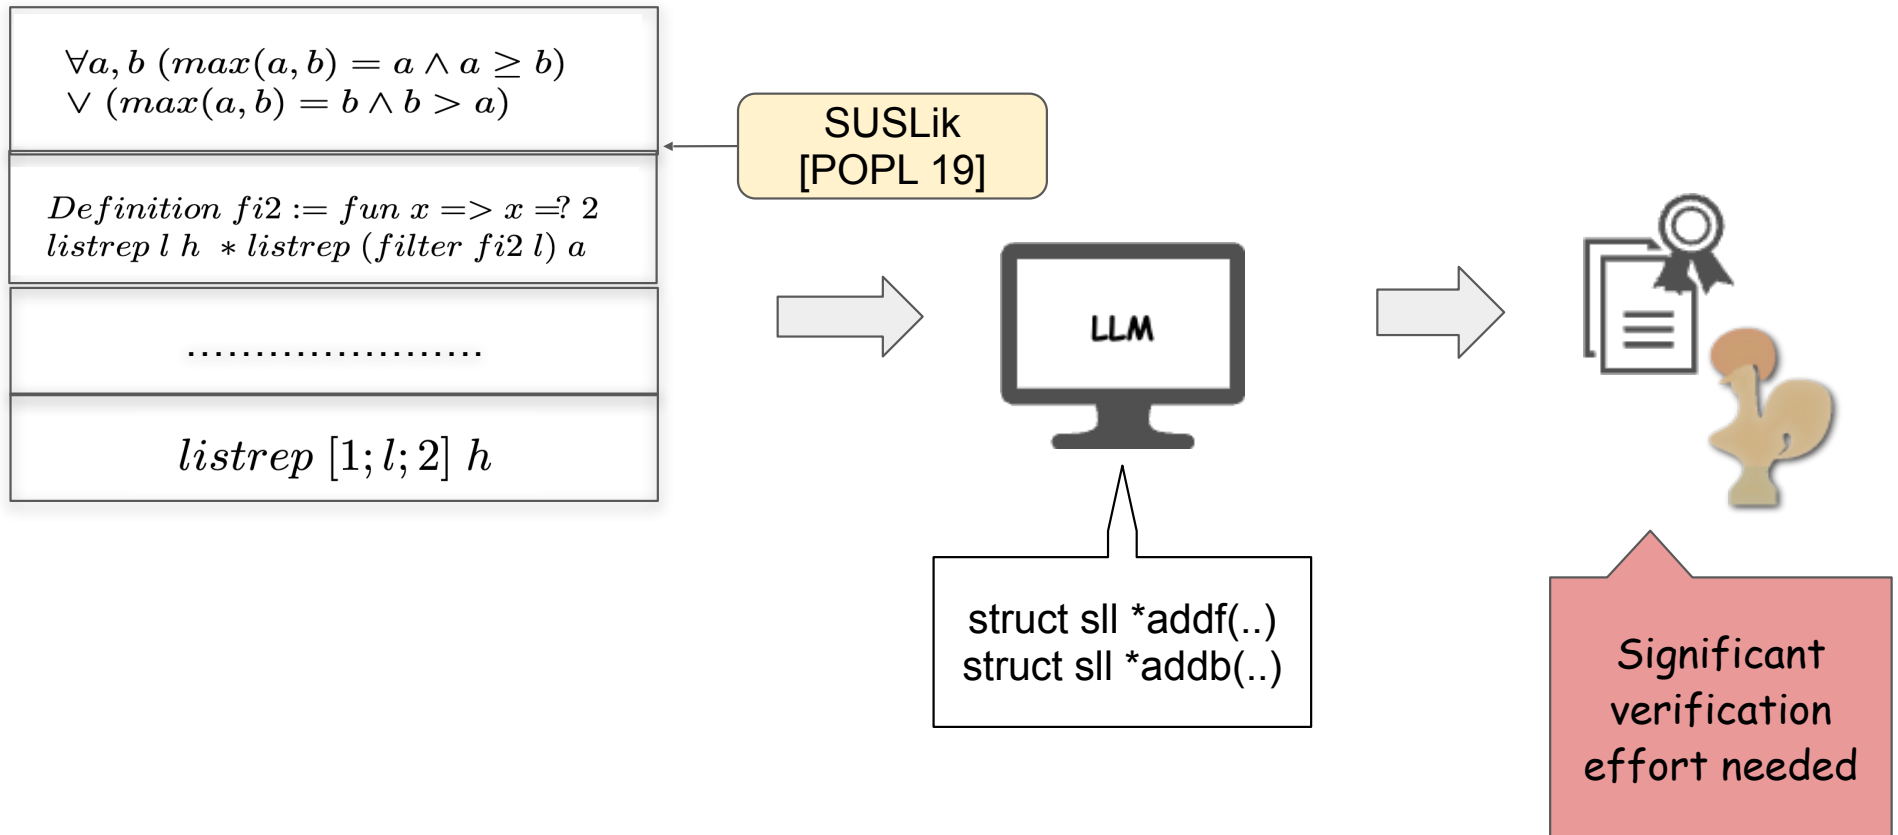 ∀a, b (max(a, b) = a ∧ a ≥ b)
∨ (max(a, b) = b ∧ b > a)
SUSLik
[POPL 19]
Definition fi2 := fun x => x =? 2
listrep l h * listrep (filter fi2 l) a
......................
listrep [1; l; 2] h
LLM
struct sll *addf(..)
struct sll *addb(..)
Significant
verification
effort needed